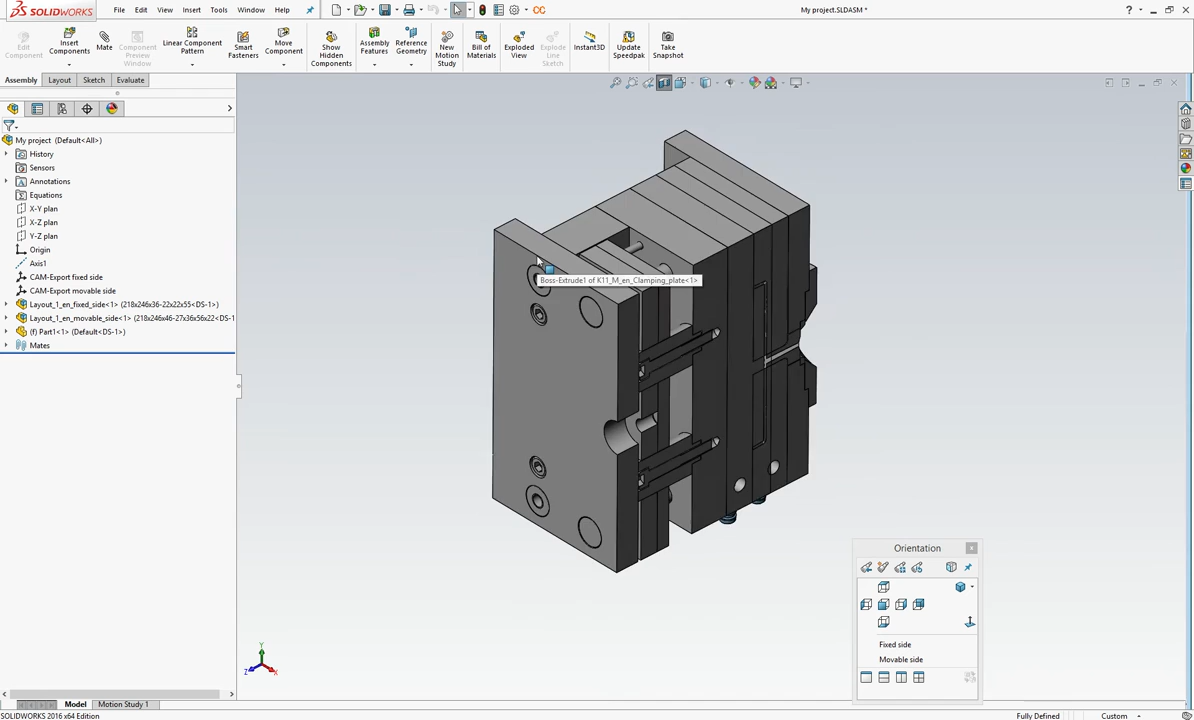 SOLIDWORKS
File Edit View Insert Tools Window Help
My project.SLDASM *
Edit Component
Insert Components
Mate
Component Preview Window
Linear Component Pattern
Smart Fasteners
Move Component
Show Hidden Components
Assembly Features
Reference Geometry
New Motion Study
Bill of Materials
Exploded View
Explode Line Sketch
Instant3D
Update Speedpak
Take Snapshot
Assembly Layout Sketch Evaluate
My project (Default<All>)
History
Sensors
Annotations
Equations
X-Y plan
X-Z plan
Y-Z plan
Origin
Axis1
CAM-Export fixed side
CAM-Export movable side
Layout_1_en_fixed_side<1> (218x246x36-22x22x55<DS-1>)
Layout_1_en_movable_side<1> (218x246x46-27x36x56x22<DS-1
(f) Part1<1> (Default<DS-1>)
Mates
Boss-Extrude1 of K11_M_en_Clamping_plate<1>
Orientation
Fixed side
Movable side
Y
Z X
Model Motion Study 1
SOLIDWORKS 2016 x64 Edition
Fully Defined Custom